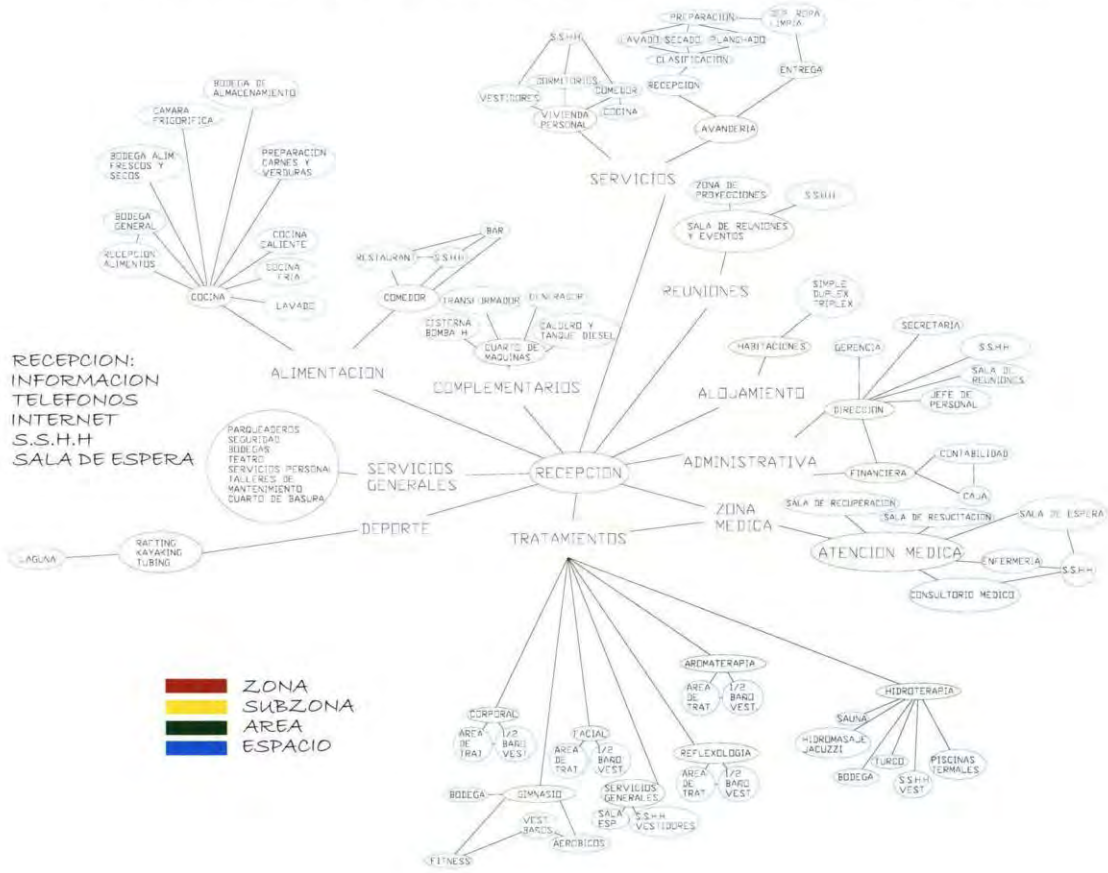 PREPARACION
DEP. ROPA
LIMPIA
S.S.H.H
LAVADO
SECADO
PLANCHADO
CLASIFICACION
DORMITORIOS
ENTREGA
BODEGA DE
ALMACENAMIENTO
VESTIDORES
COMEDOR
RECEPCION
COCINA
VIVIENDA
PERSONAL
LAVANDERIA
CAMARA
FRIGORIFICA
SERVICIOS
BODEGA ALIM.
FRESCOS Y
SECOS
PREPARACION
CARNES Y
VERDURAS
ZONA DE
PROYECCIONES
S.S.H.H
SALA DE REUNIONES
Y EVENTOS
BODEGA
GENERAL
COCINA
CALIENTE
BAR
RECEPCION
ALIMENTOS
RESTAURANT
S.S.H.H
COCINA
FRIA
COCINA
LAVADO
COMEDOR
TRANSFORMADOR
GENERADOR
REUNIONES
SIMPLE
DUPLEX
TRIPLEX
CISTERNA
BOMBA H.
CALDERO Y
TANQUE DIESEL
CUARTO DE
MAQUINAS
HABITACIONES
GERENCIA
SECRETARIA
S.S.H.H
SALA DE
REUNIONES
JEFE DE
PERSONAL
RECEPCION:
INFORMACION
TELEFONOS
INTERNET
S.S.H.H
SALA DE ESPERA
ALIMENTACION
COMPLEMENTARIOS
ALOJAMIENTO
DIRECCION
PARQUEADEROS
SEGURIDAD
BODEGAS
TEATRO
SERVICIOS PERSONAL
TALLERES DE
MANTENIMIENTO
CUARTO DE BASURA
SERVICIOS
GENERALES
RECEPCION
ADMINISTRATIVA
FINANCIERA
CONTABILIDAD
CAJA
DEPORTE
TRATAMIENTOS
ZONA
MEDICA
SALA DE RECUPERACION
SALA DE RESUCITACION
SALA DE ESPERA
ATENCION MEDICA
ENFERMERIA
S.S.H.H
CONSULTORIO MEDICO
LAGUNA
RAFTING
KAYAKING
TUBING
ZONA
SUBZONA
AREA
ESPACIO
AROMATERAPIA
AREA
DE
TRAT.
1/2
BAÑO
VEST.
HIDROTERAPIA
SAUNA
HIDROMASAJE
JACUZZI
BODEGA
TURCO
S.S.H.H
VEST.
PISCINAS
TERMALES
CORPORAL
AREA
DE
TRAT.
1/2
BAÑO
VEST.
FACIAL
AREA
DE
TRAT.
1/2
BAÑO
VEST.
REFLEXOLOGIA
AREA
DE
TRAT.
1/2
BAÑO
VEST.
BODEGA
GIMNASIO
SERVICIOS
GENERALES
SALA
ESP.
S.S.H.H
VESTIDORES
VEST.
BAÑOS
AEROBICOS
FITNESS